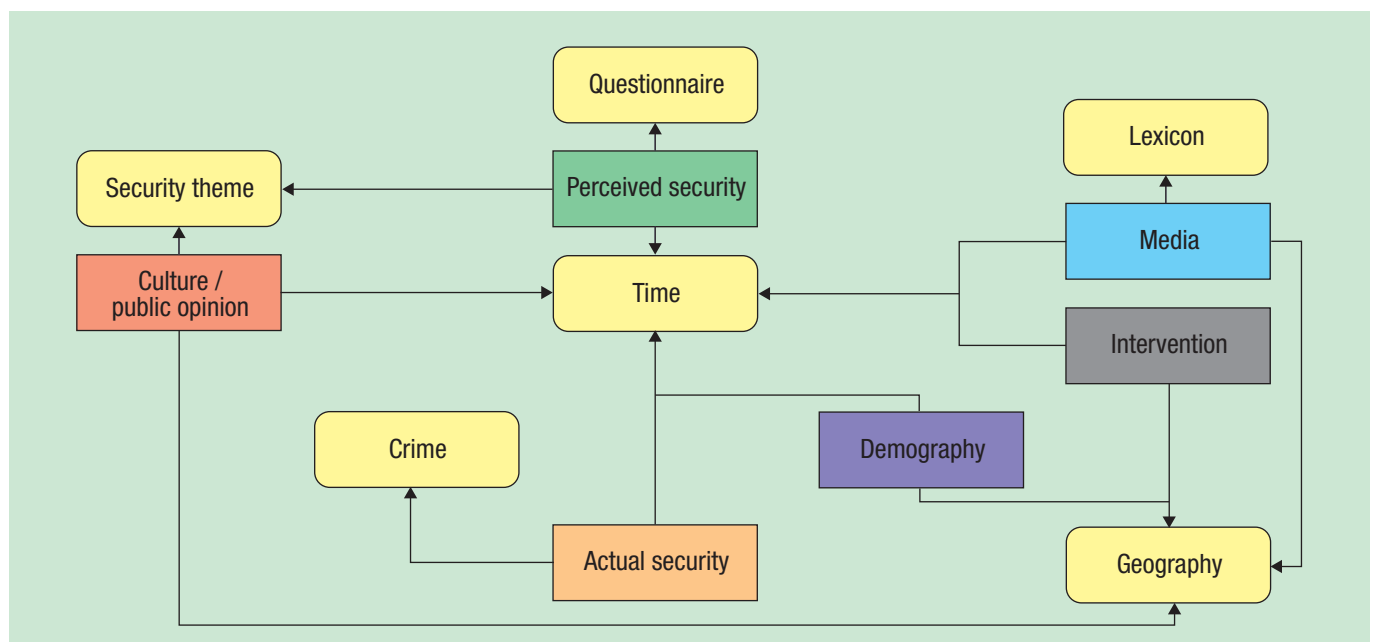 Questionnaire
Lexicon
Security theme
Perceived security
Media
Culture /
public opinion
Time
Intervention
Crime
Demography
Actual security
Geography